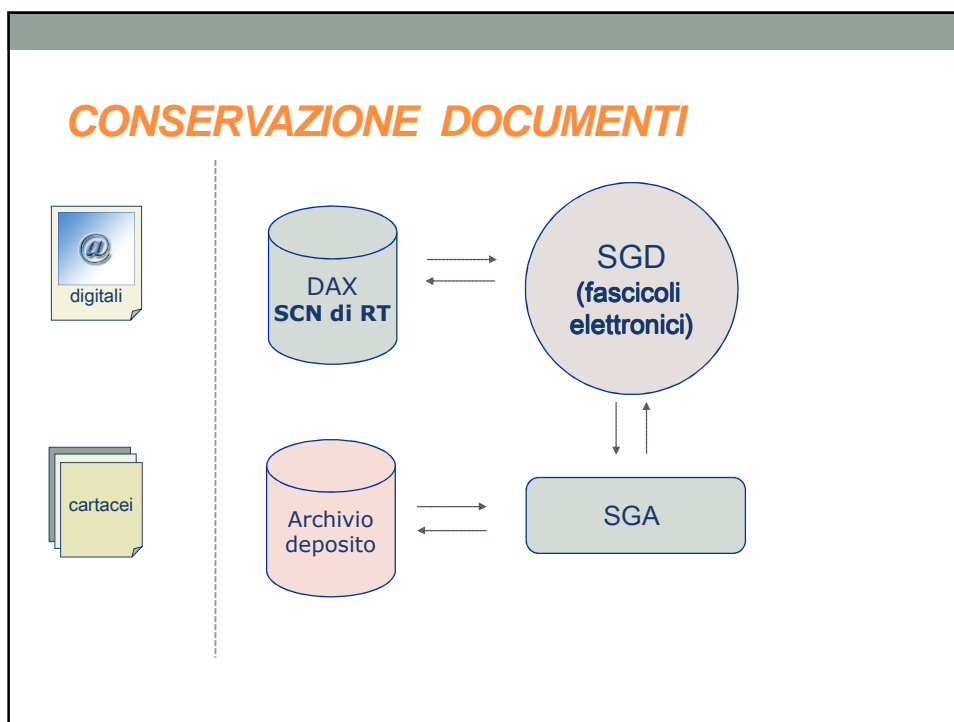 CONSERVAZIONE DOCUMENTI
@
digitali
DAX
SCN di RT
SGD
(fascicoli
elettronici)
cartacei
Archivio
deposito
SGA